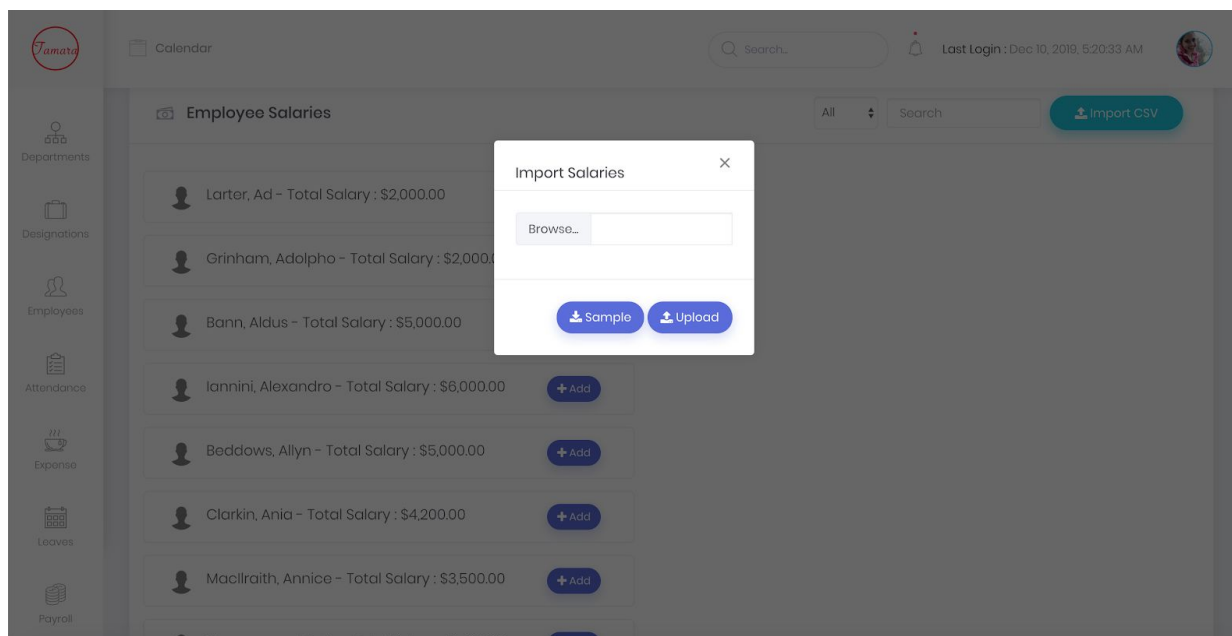 Tamara
Calendar
Search...
Last Login : Dec 10, 2019, 5:20:33 AM
Employee Salaries
All
Search
Import CSV
Departments
Designations
Employees
Attendance
Expense
Leaves
Payroll
Import Salaries
Browse...
Sample
Upload
Larter, Ad - Total Salary : $2,000.00
Grinham, Adolpho - Total Salary : $2,000.
Bann, Aldus - Total Salary : $5,000.00
Iannini, Alexandro - Total Salary : $6,000.00
Add
Beddows, Allyn - Total Salary : $5,000.00
Add
Clarkin, Ania - Total Salary : $4,200.00
Add
MacIlraith, Annice - Total Salary : $3,500.00
Add